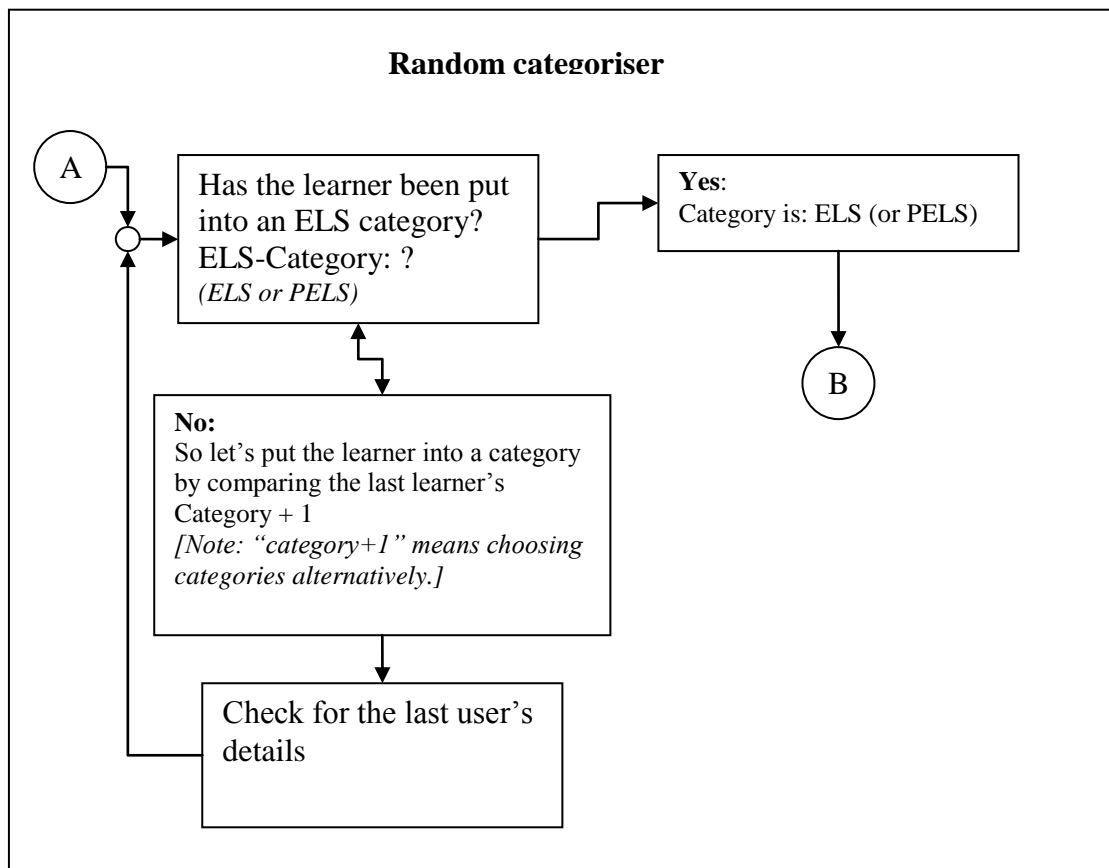 Random categoriser
A
Has the learner been put
into an ELS category?
ELS-Category: ?
(ELS or PELS)
Yes:
Category is: ELS (or PELS)
B
No:
So let’s put the learner into a category
by comparing the last learner’s
Category + 1
[Note: “category+1” means choosing
categories alternatively.]
Check for the last user’s
details